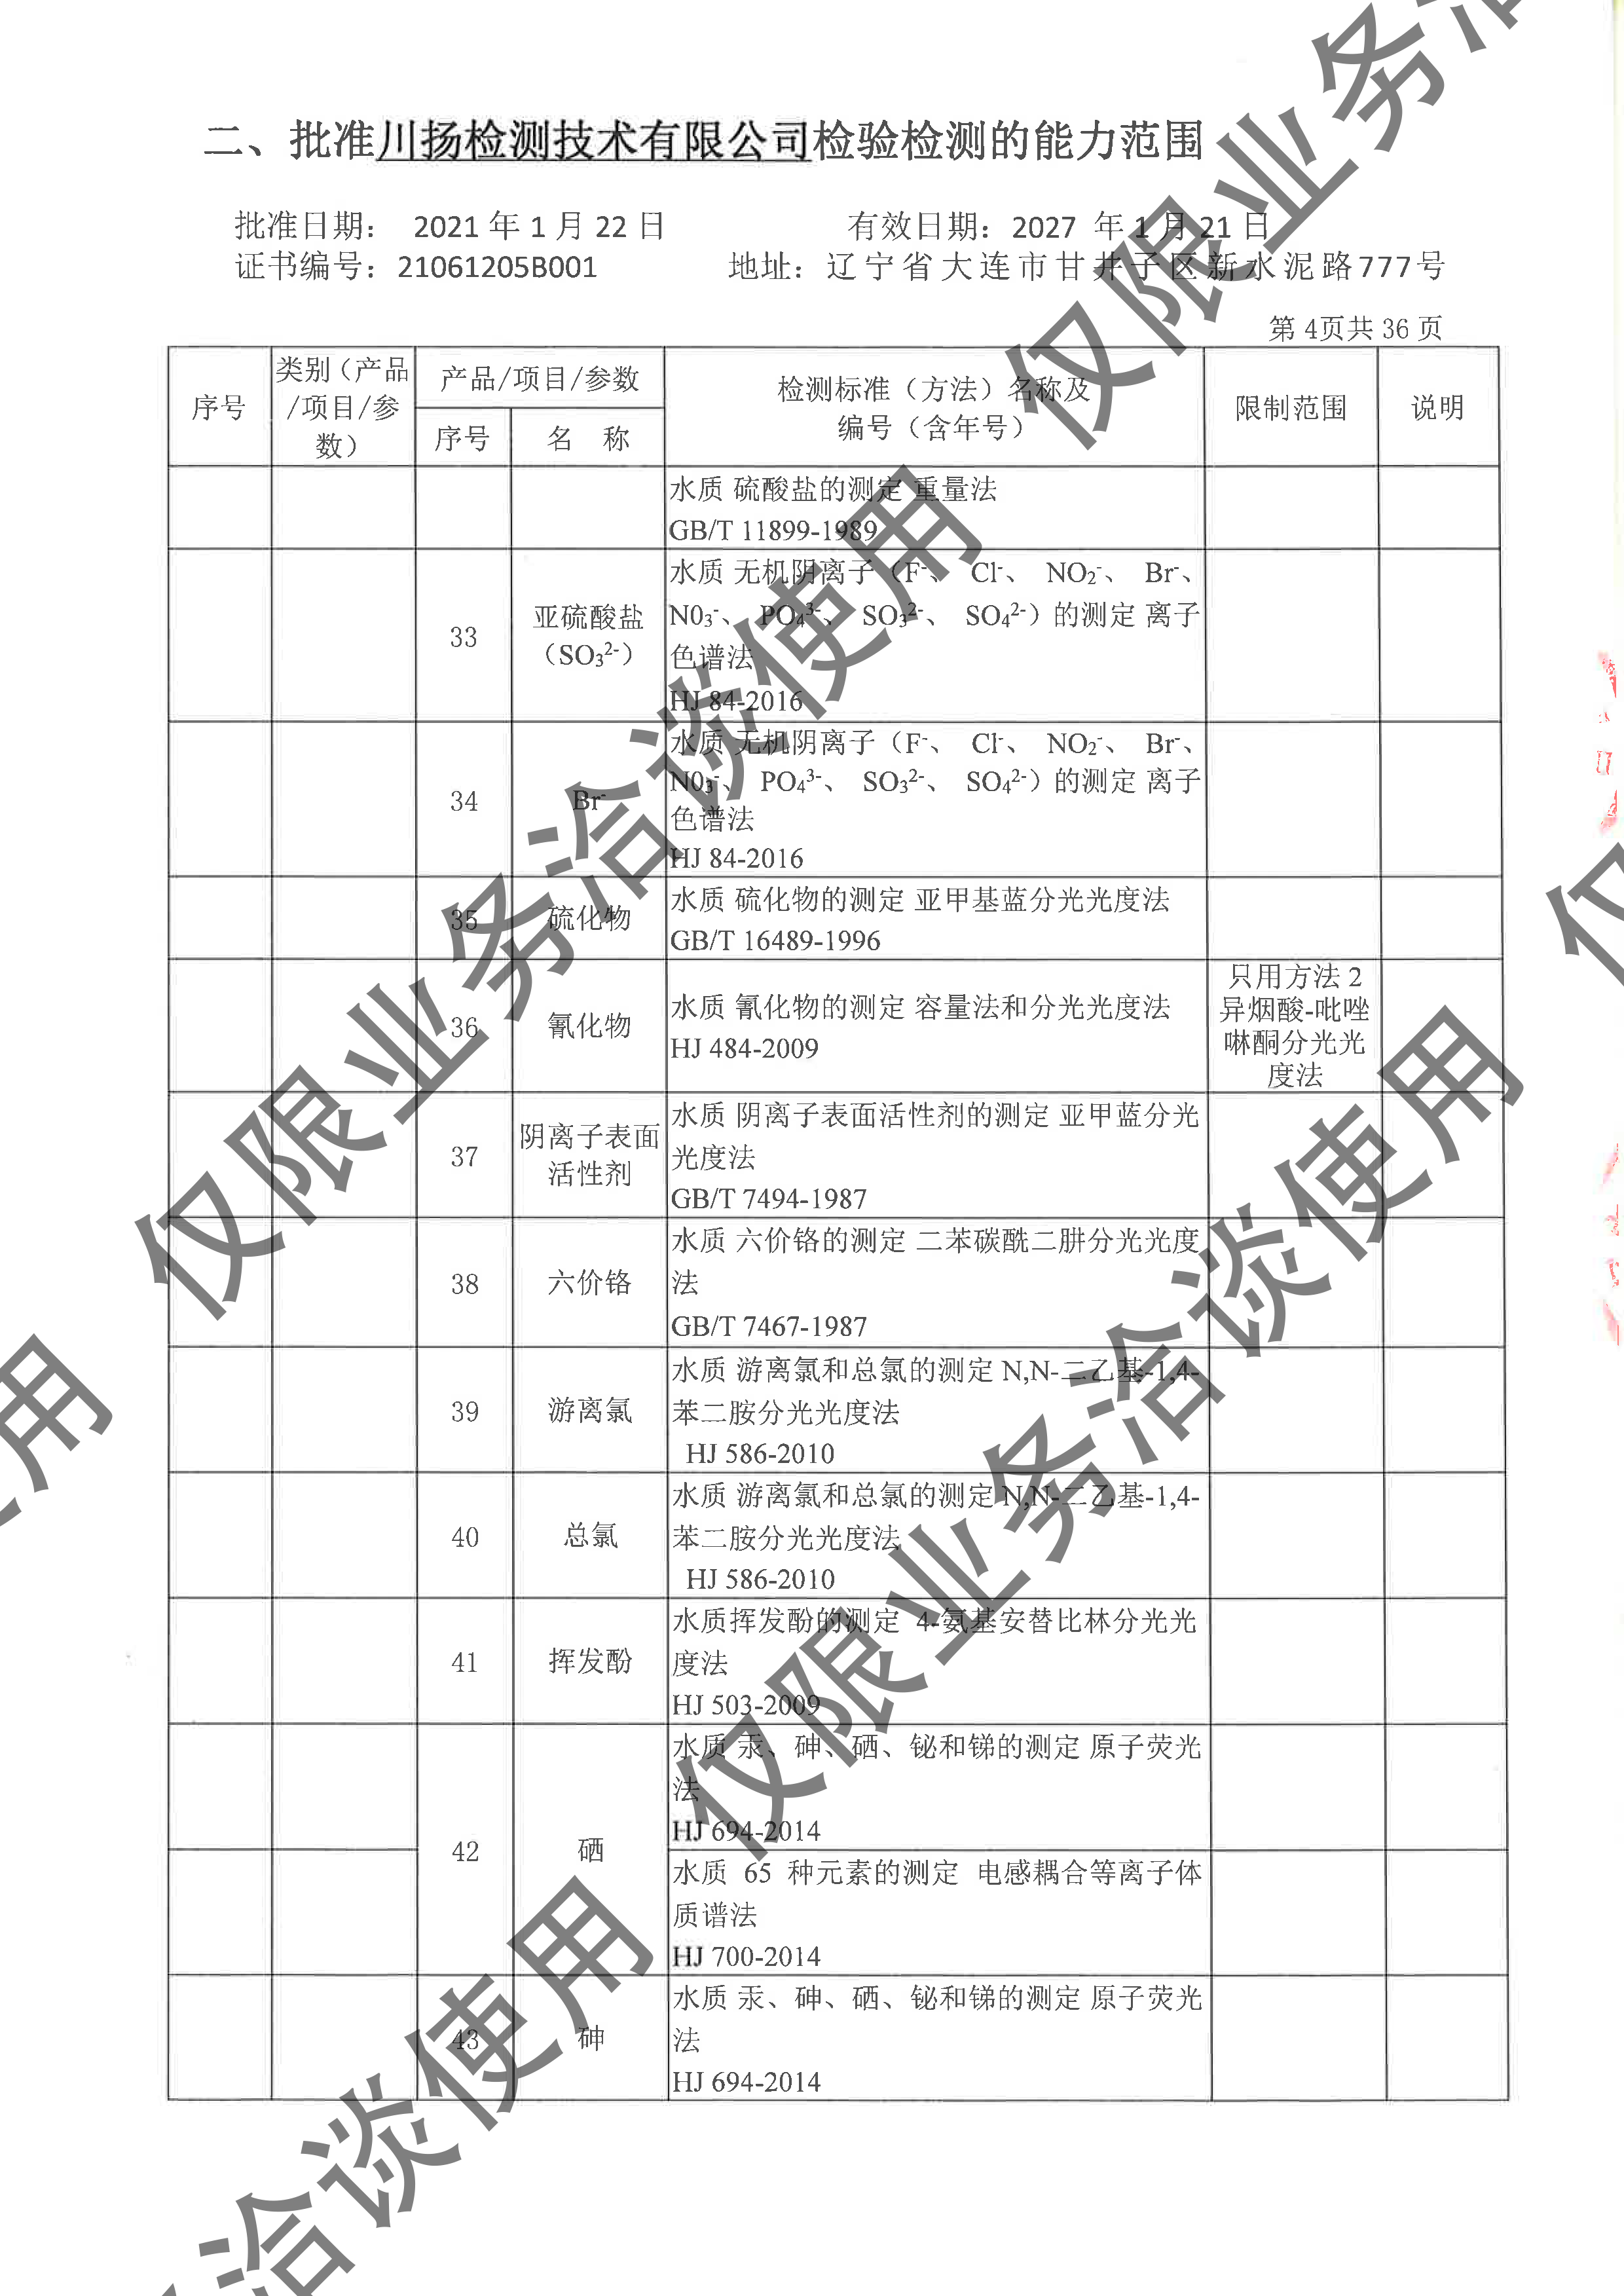 二、批准川扬检测技术有限公司检验检测的能力范围
批准日期： 2021 年 1 月 22 日 有效日期：2027 年 1 月 21 日
证书编号：21061205B001 地址：辽宁省大连市甘井子区新水泥路777号
第 4页共 36 页
序号 类别（产品/项目/参数） 产品/项目/参数 检测标准（方法）名称及编号（含年号） 限制范围 说明
序号 名 称
水质 硫酸盐的测定 重量法
GB/T 11899-1989
33 亚硫酸盐（SO₃²⁻）
水质 无机阴离子（F⁻、 Cl⁻、 NO₂⁻、 Br⁻、
N0₃⁻、 PO₄³⁻、 SO₃²⁻、 SO₄²⁻）的测定 离子
色谱法
HJ 84-2016
34 Br⁻
水质 无机阴离子（F⁻、 Cl⁻、 NO₂⁻、 Br⁻、
N0₃⁻、 PO₄³⁻、 SO₃²⁻、 SO₄²⁻）的测定 离子
色谱法
HJ 84-2016
35 硫化物
水质 硫化物的测定 亚甲基蓝分光光度法
GB/T 16489-1996
36 氰化物
水质 氰化物的测定 容量法和分光光度法
HJ 484-2009
只用方法 2
异烟酸-吡唑
啉酮分光光
度法
37 阴离子表面活性剂
水质 阴离子表面活性剂的测定 亚甲蓝分光
光度法
GB/T 7494-1987
38 六价铬
水质 六价铬的测定 二苯碳酰二肼分光光度
法
GB/T 7467-1987
39 游离氯
水质 游离氯和总氯的测定 N,N-二乙基-1,4-
苯二胺分光光度法
HJ 586-2010
40 总氯
水质 游离氯和总氯的测定 N,N-二乙基-1,4-
苯二胺分光光度法
HJ 586-2010
41 挥发酚
水质挥发酚的测定 4-氨基安替比林分光光
度法
HJ 503-2009
42 硒
水质 汞、砷、硒、铋和锑的测定 原子荧光
法
HJ 694-2014
水质 65 种元素的测定 电感耦合等离子体
质谱法
HJ 700-2014
43 砷
水质 汞、砷、硒、铋和锑的测定 原子荧光
法
HJ 694-2014
仅限业务洽谈使用
仅限业务洽谈使用
仅限业务洽
使用
务洽谈使用
仅